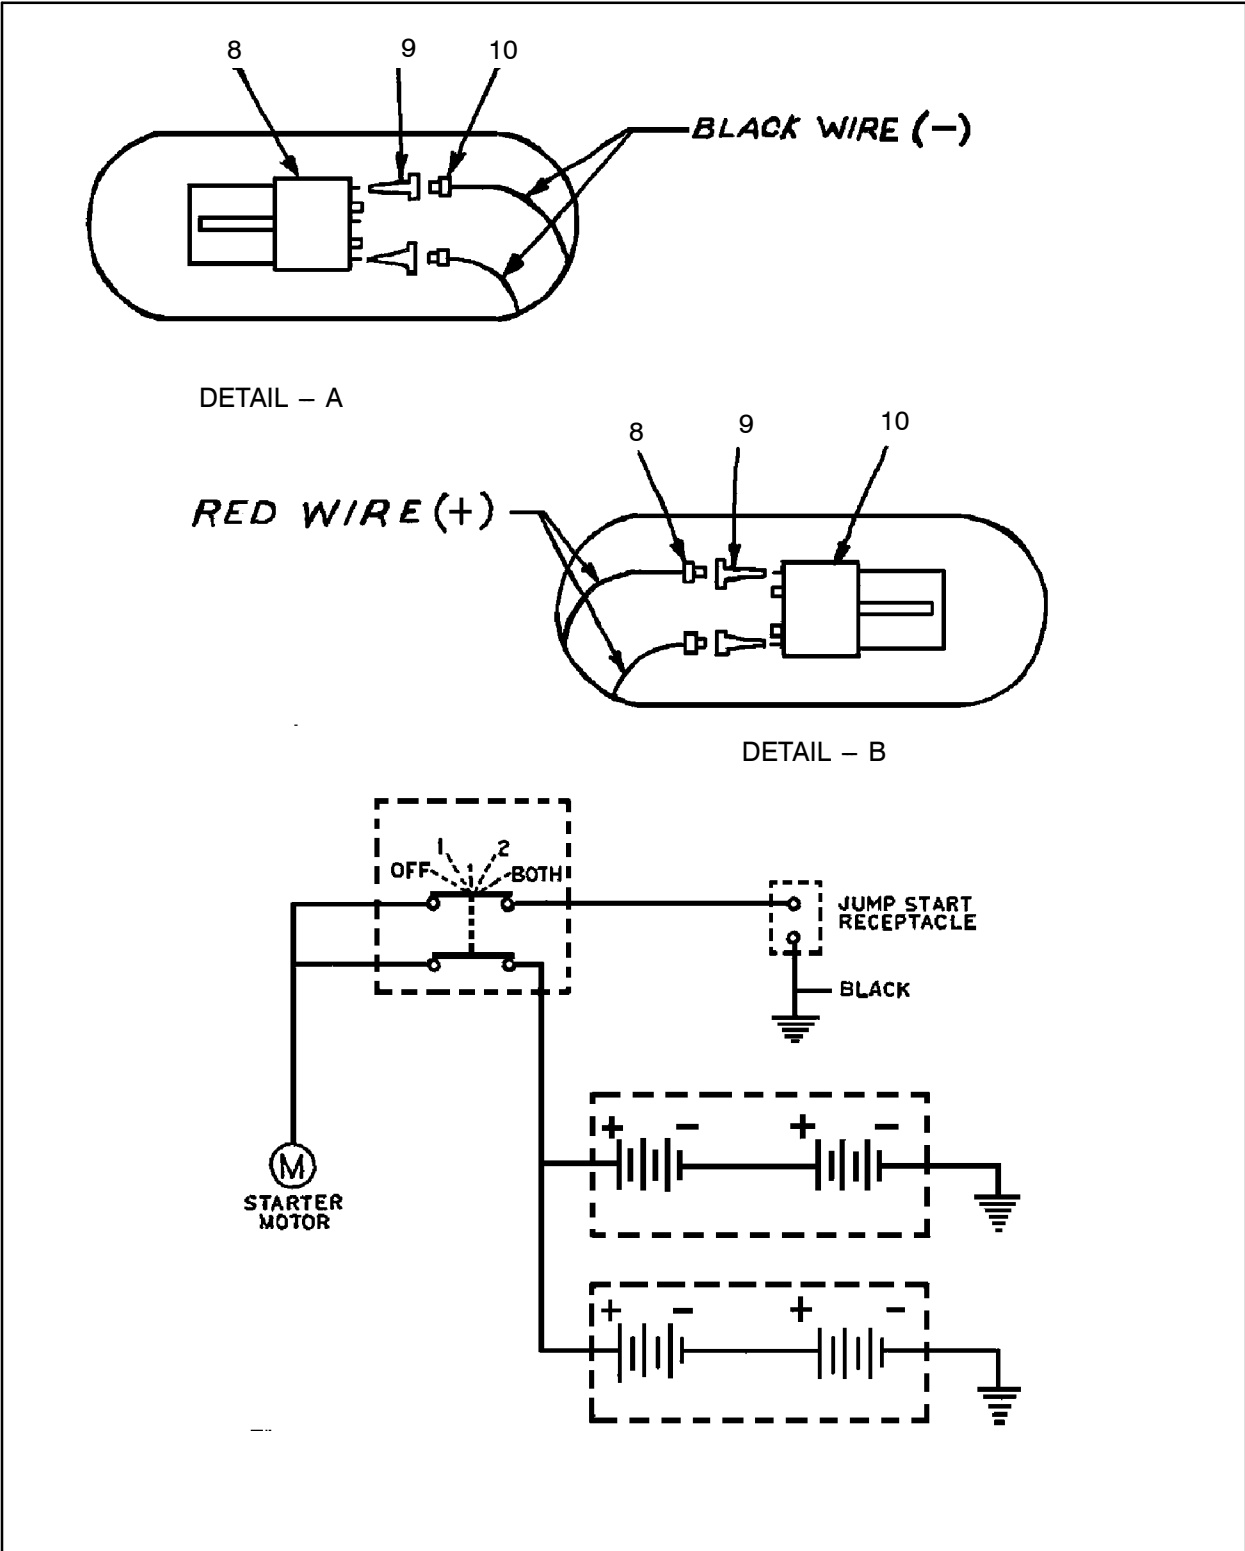 8 9 10
BLACK WIRE (−)
DETAIL – A
8 9 10
RED WIRE (+)
DETAIL – B
1 2
OFF BOTH
JUMP START
RECEPTACLE
BLACK
+ − + −
M
STARTER
MOTOR
+ − + −